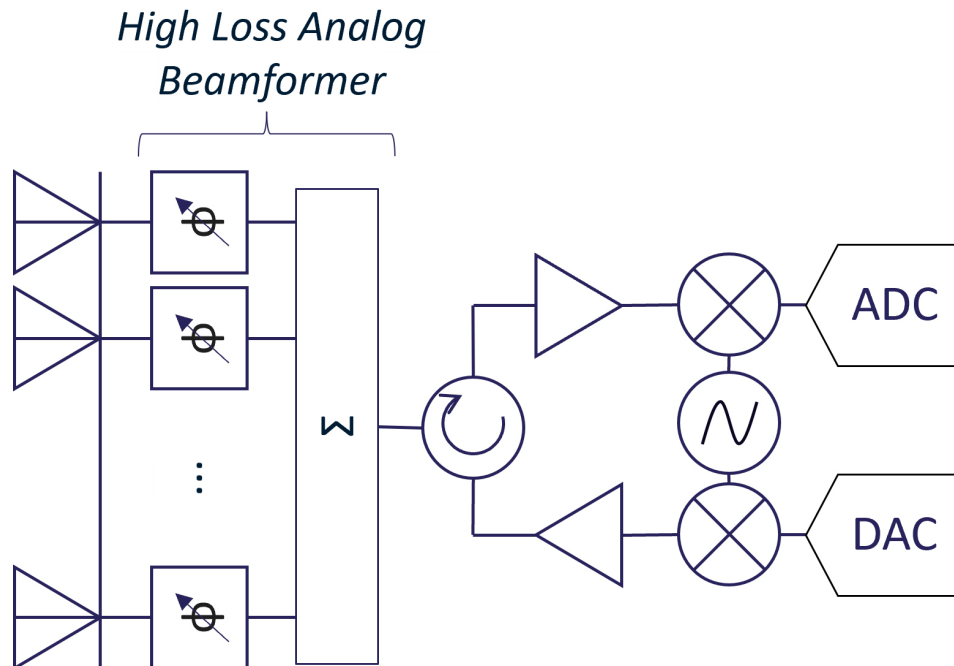 High Loss Analog
Beamformer
ϕ
ϕ
Σ
...
ϕ
ADC
DAC